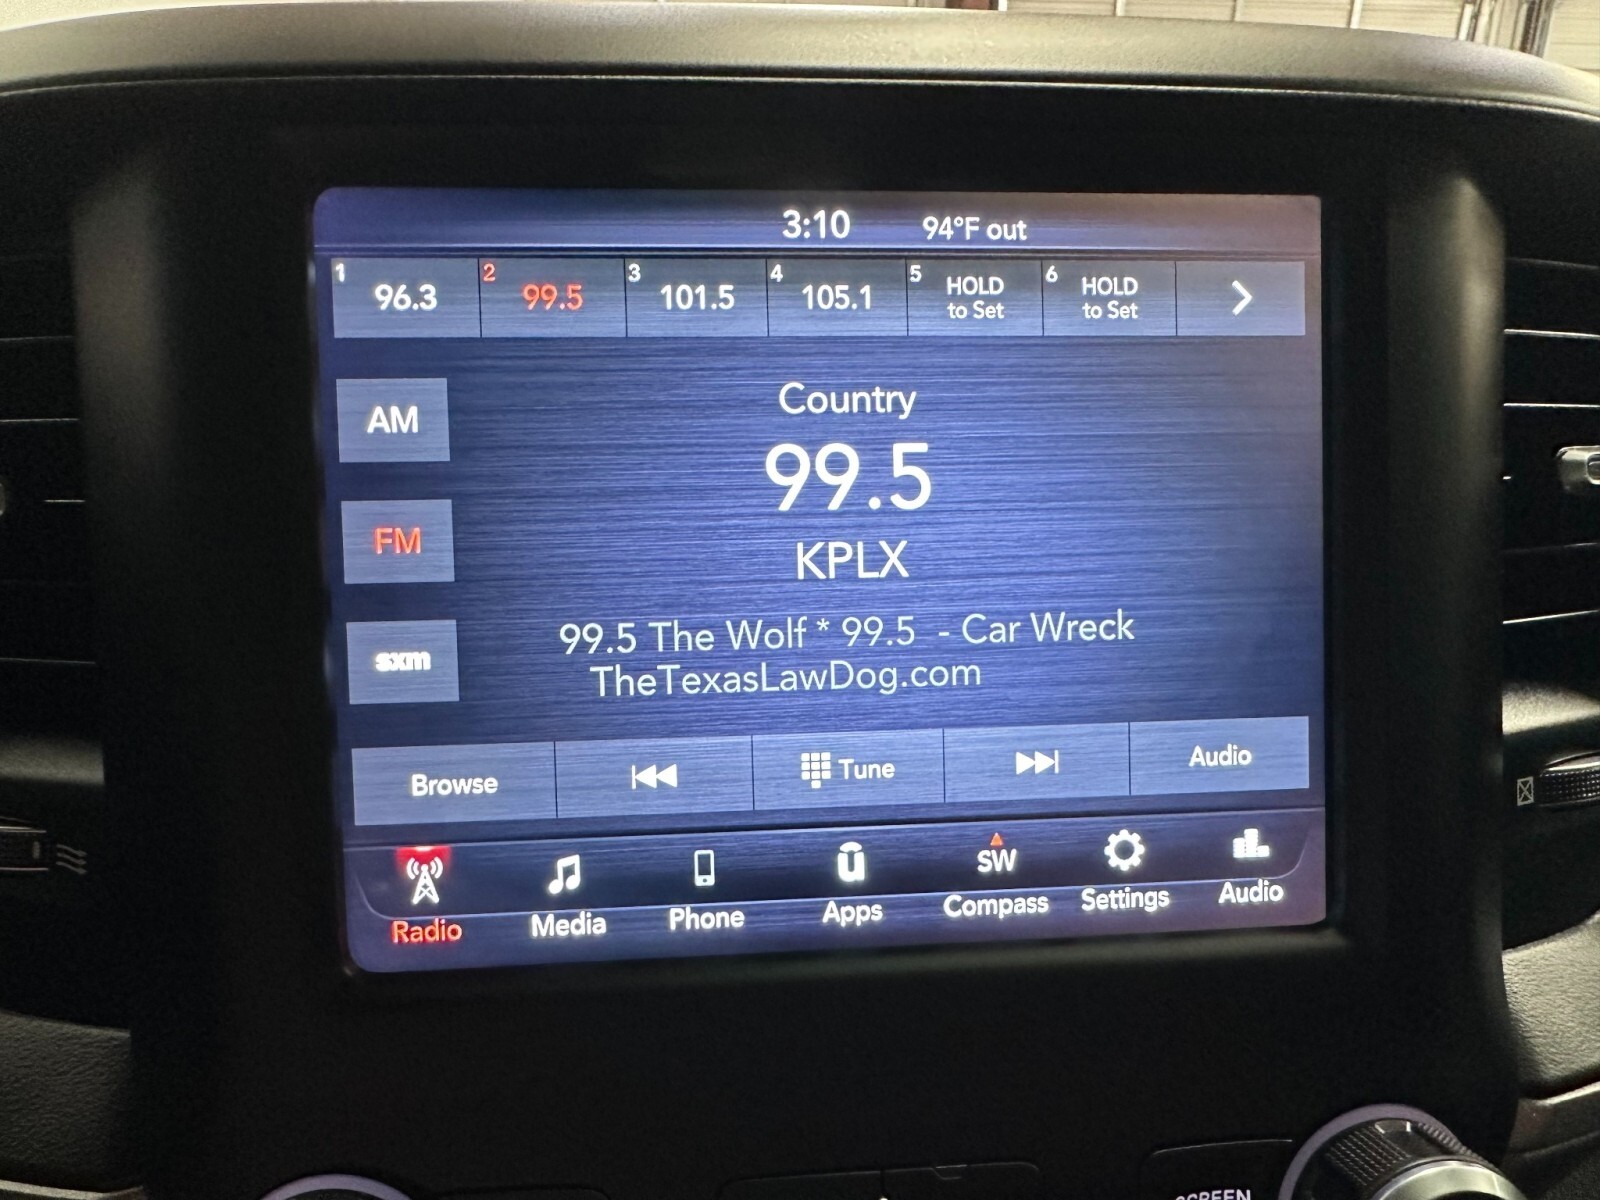 3:10 94°F out
1 96.3 2 99.5 3 101.5 4 105.1 5 HOLD to Set 6 HOLD to Set
Country
AM
99.5
FM
KPLX
99.5 The Wolf * 99.5 - Car Wreck
sxm
TheTexasLawDog.com
Browse Tune Audio
SW
Radio Media Phone Apps Compass Settings Audio
SCREEN